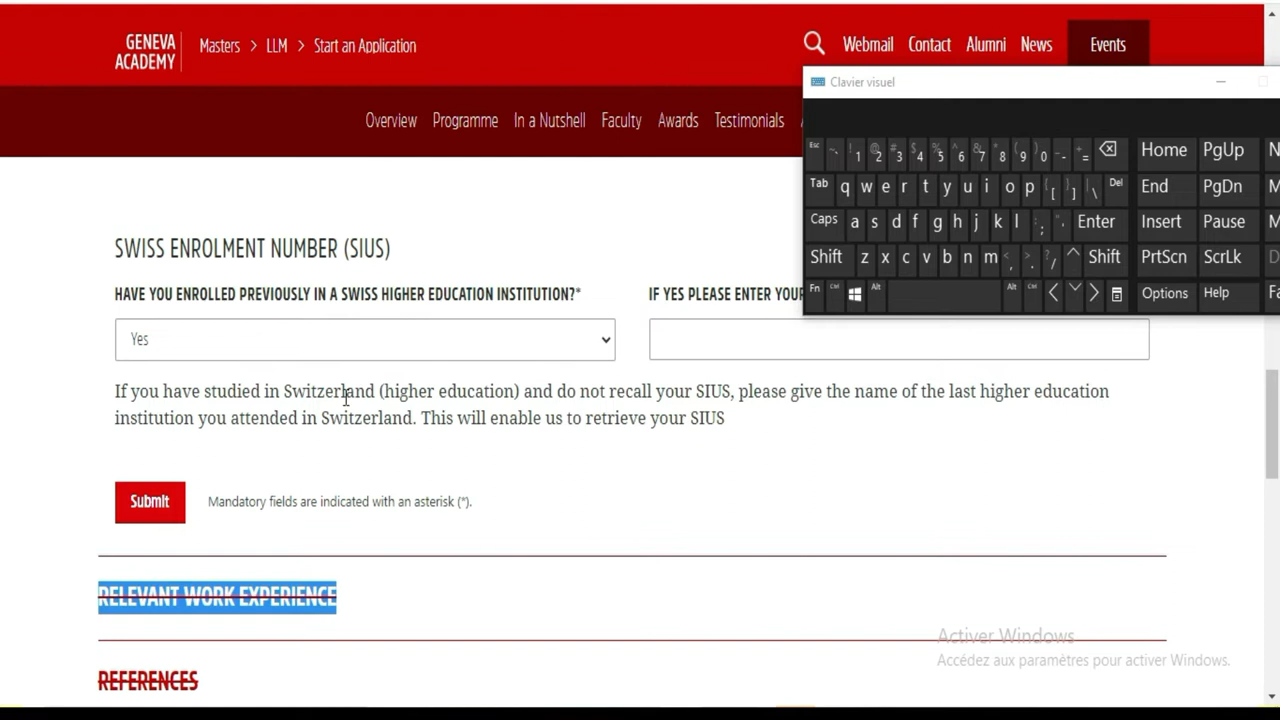 GENEVA
ACADEMY
Masters > LLM > Start an Application
Webmail Contact Alumni News Events
Overview Programme In a Nutshell Faculty Awards Testimonials
Clavier visuel
Esc ~ ` ! 1 @ 2 # 3 $ 4 % 5 ^ 6 & 7 * 8 ( 9 ) 0 _ - + = Home PgUp
Tab q w e r t y u i o p { [ } ] | \ Del End PgDn
Caps a s d f g h j k l : ; " ' Enter Insert Pause
Shift z x c v b n m < , > . ? / Shift PrtScn ScrLk
Fn Ctrl Alt Alt Ctrl Options Help
SWISS ENROLMENT NUMBER (SIUS)
HAVE YOU ENROLLED PREVIOUSLY IN A SWISS HIGHER EDUCATION INSTITUTION?*
IF YES PLEASE ENTER YOUR
Yes
If you have studied in Switzerland (higher education) and do not recall your SIUS, please give the name of the last higher education
institution you attended in Switzerland. This will enable us to retrieve your SIUS
Submit Mandatory fields are indicated with an asterisk (*).
RELEVANT WORK EXPERIENCE
Activer Windows
Accédez aux paramètres pour activer Windows.
REFERENCES